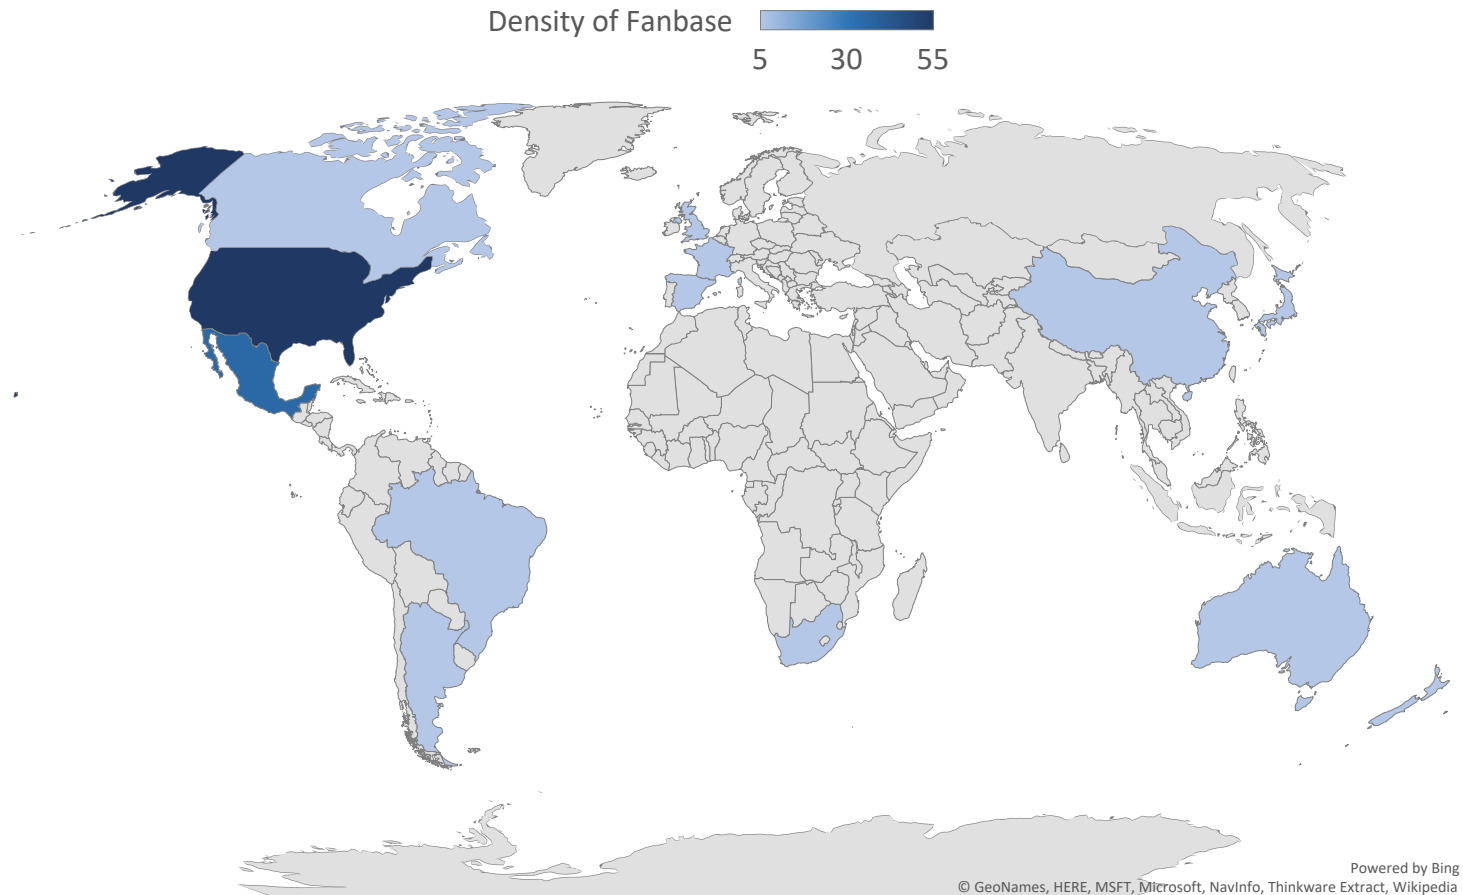 Density of Fanbase
5 30 55
Powered by Bing
© GeoNames, HERE, MSFT, Microsoft, NavInfo, Thinkware Extract, Wikipedia